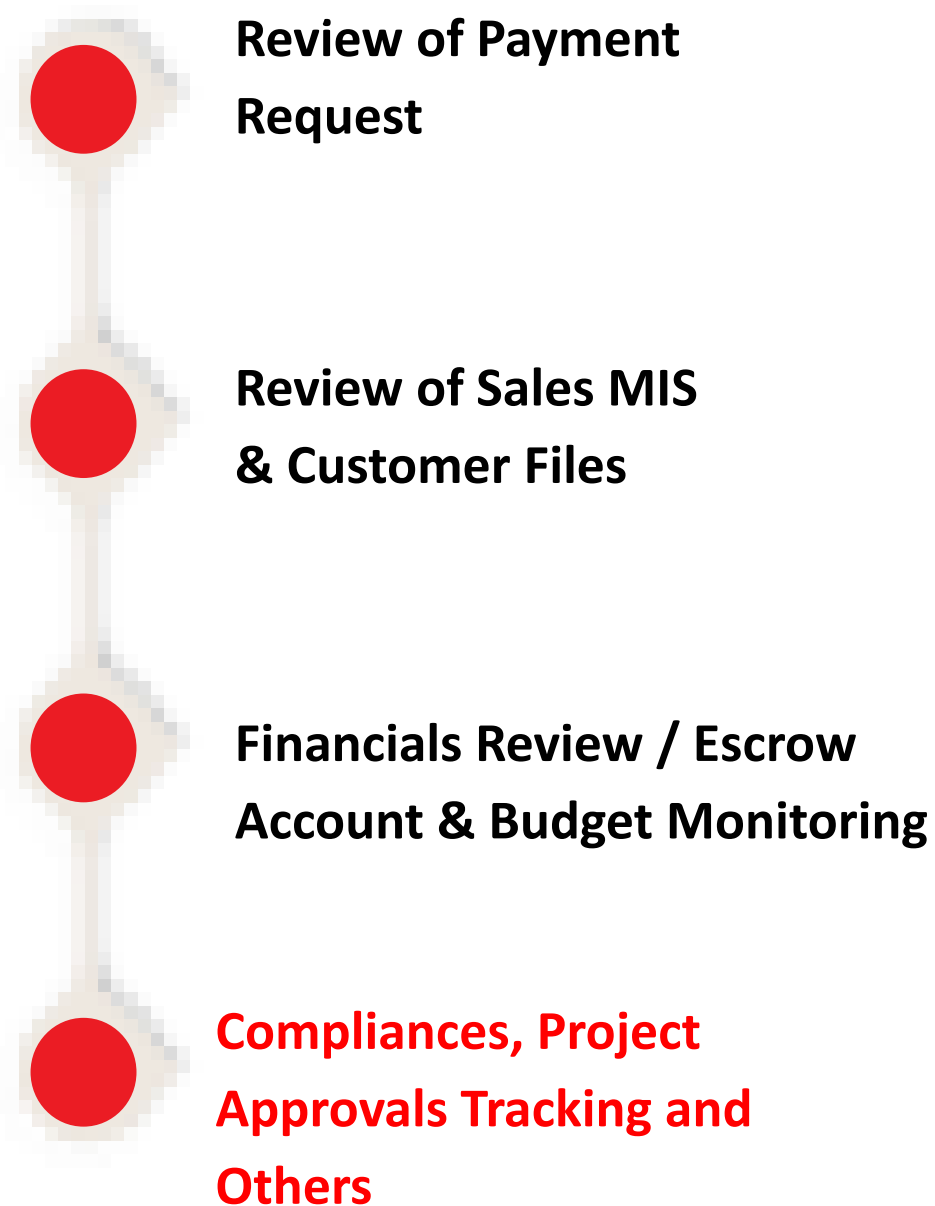 Review of Payment
Request
Review of Sales MIS
& Customer Files
Financials Review / Escrow
Account & Budget Monitoring
Compliances, Project
Approvals Tracking and
Others